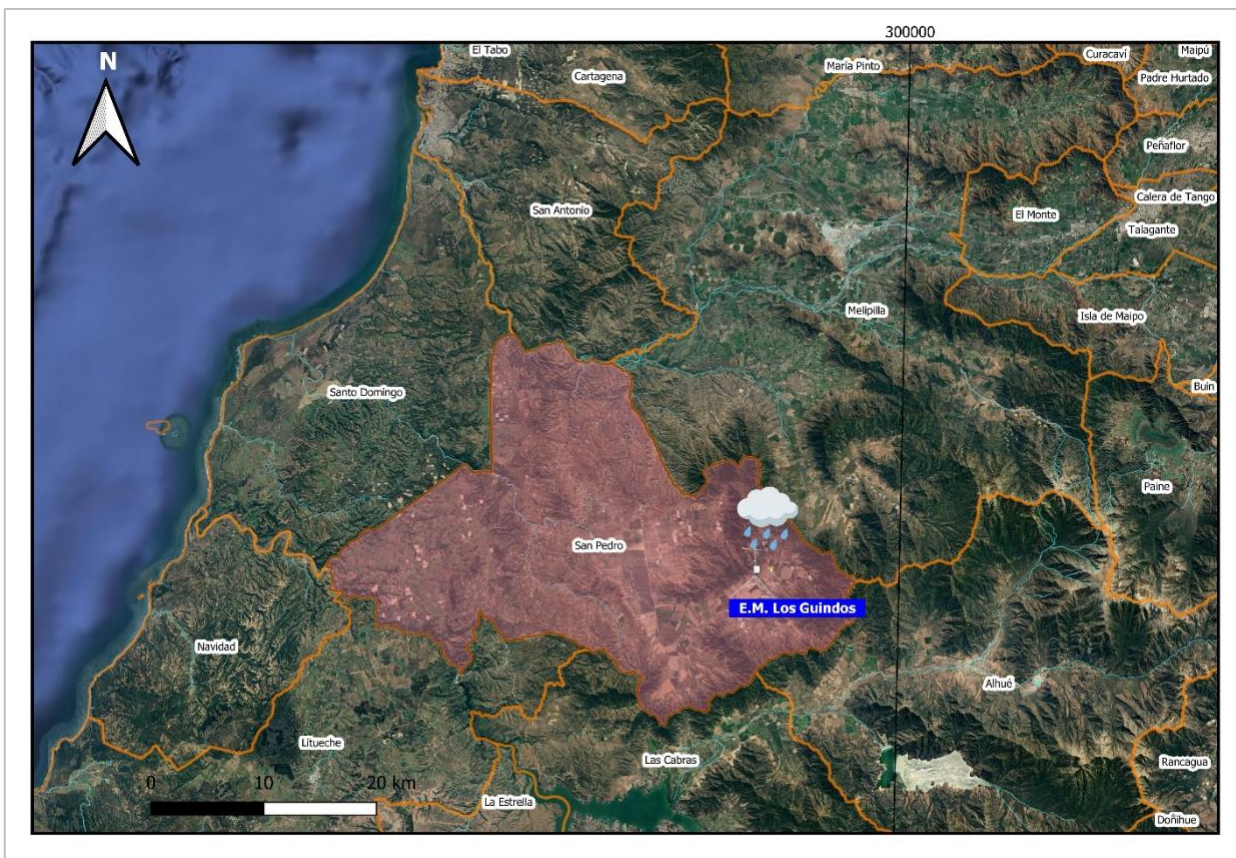 300000
El Tabo
Cartagena
María Pinto
Curacaví
Maipú
Padre Hurtado
N
Peñaflor
Calera de Tango
San Antonio
El Monte
Talagante
Melipilla
Isla de Maipo
Santo Domingo
Buin
Paine
San Pedro
E.M. Los Guindos
Navidad
Alhué
Litueche
Las Cabras
Rancagua
0 10 20 km
La Estrella
Doñihue